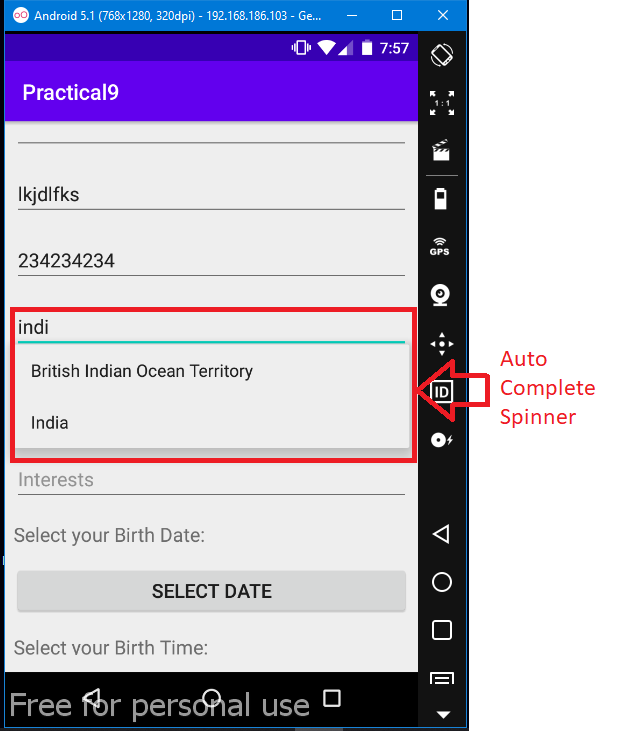 Android 5.1 (768x1280, 320dpi) - 192.168.186.103 - Ge...
7:57
Practical9
1 : 1
lkjdlfks
234234234
GPS
indi
British Indian Ocean Territory
India
ID
Auto
Complete
Spinner
Interests
Select your Birth Date:
SELECT DATE
Select your Birth Time:
Free for personal use